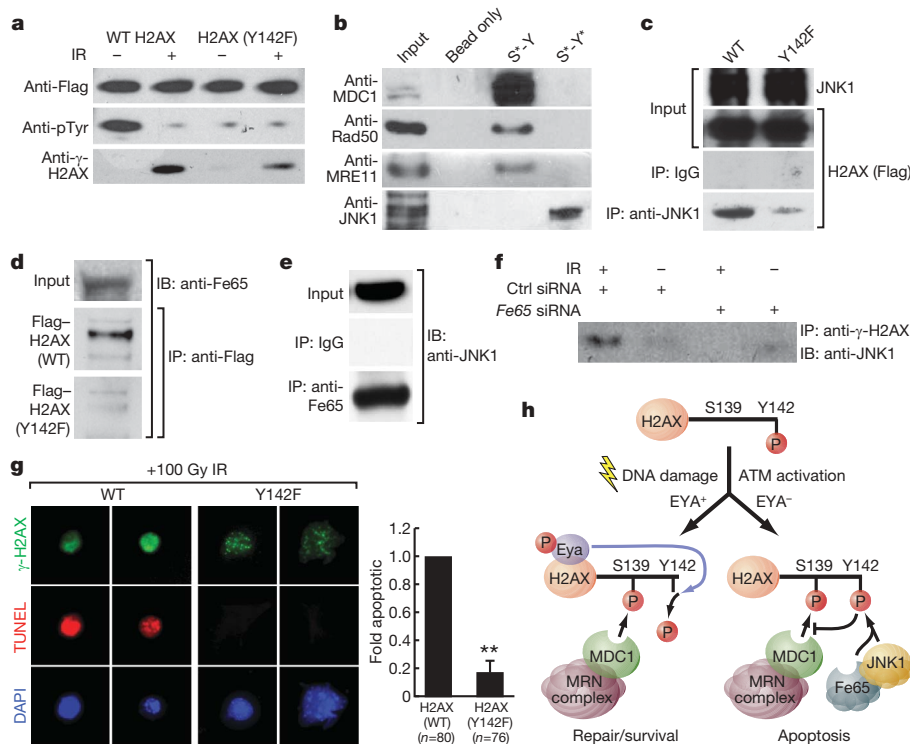 a
WT H2AX
H2AX (Y142F)
IR
–
+
–
+
Anti-Flag
Anti-pTyr
Anti-γ-
H2AX
b
Input
Bead only
S*-Y
S*-Y*
Anti-
MDC1
Anti-
Rad50
Anti-
MRE11
Anti-
JNK1
c
WT
Y142F
Input
JNK1
IP: IgG
IP: anti-JNK1
H2AX (Flag)
d
Input
Flag–
H2AX
(WT)
Flag–
H2AX
(Y142F)
IB: anti-Fe65
IP: anti-Flag
e
Input
IP: IgG
IP: anti-
Fe65
IB:
anti-JNK1
f
IR
+
–
+
–
Ctrl siRNA
+
+
Fe65 siRNA
+
+
IP: anti-γ-H2AX
IB: anti-JNK1
g
+100 Gy IR
WT
Y142F
γ-H2AX
TUNEL
DAPI
Fold apoptotic
1.2
1.0
0.8
0.6
0.4
0.2
0
**
H2AX
(WT)
(n=80)
H2AX
(Y142F)
(n=76)
h
H2AX
S139
Y142
P
DNA damage
ATM activation
EYA+
EYA–
P
Eya
H2AX
S139
Y142
P
P
MDC1
MRN
complex
Repair/survival
H2AX
S139
Y142
P
P
MDC1
MRN
complex
JNK1
Fe65
Apoptosis